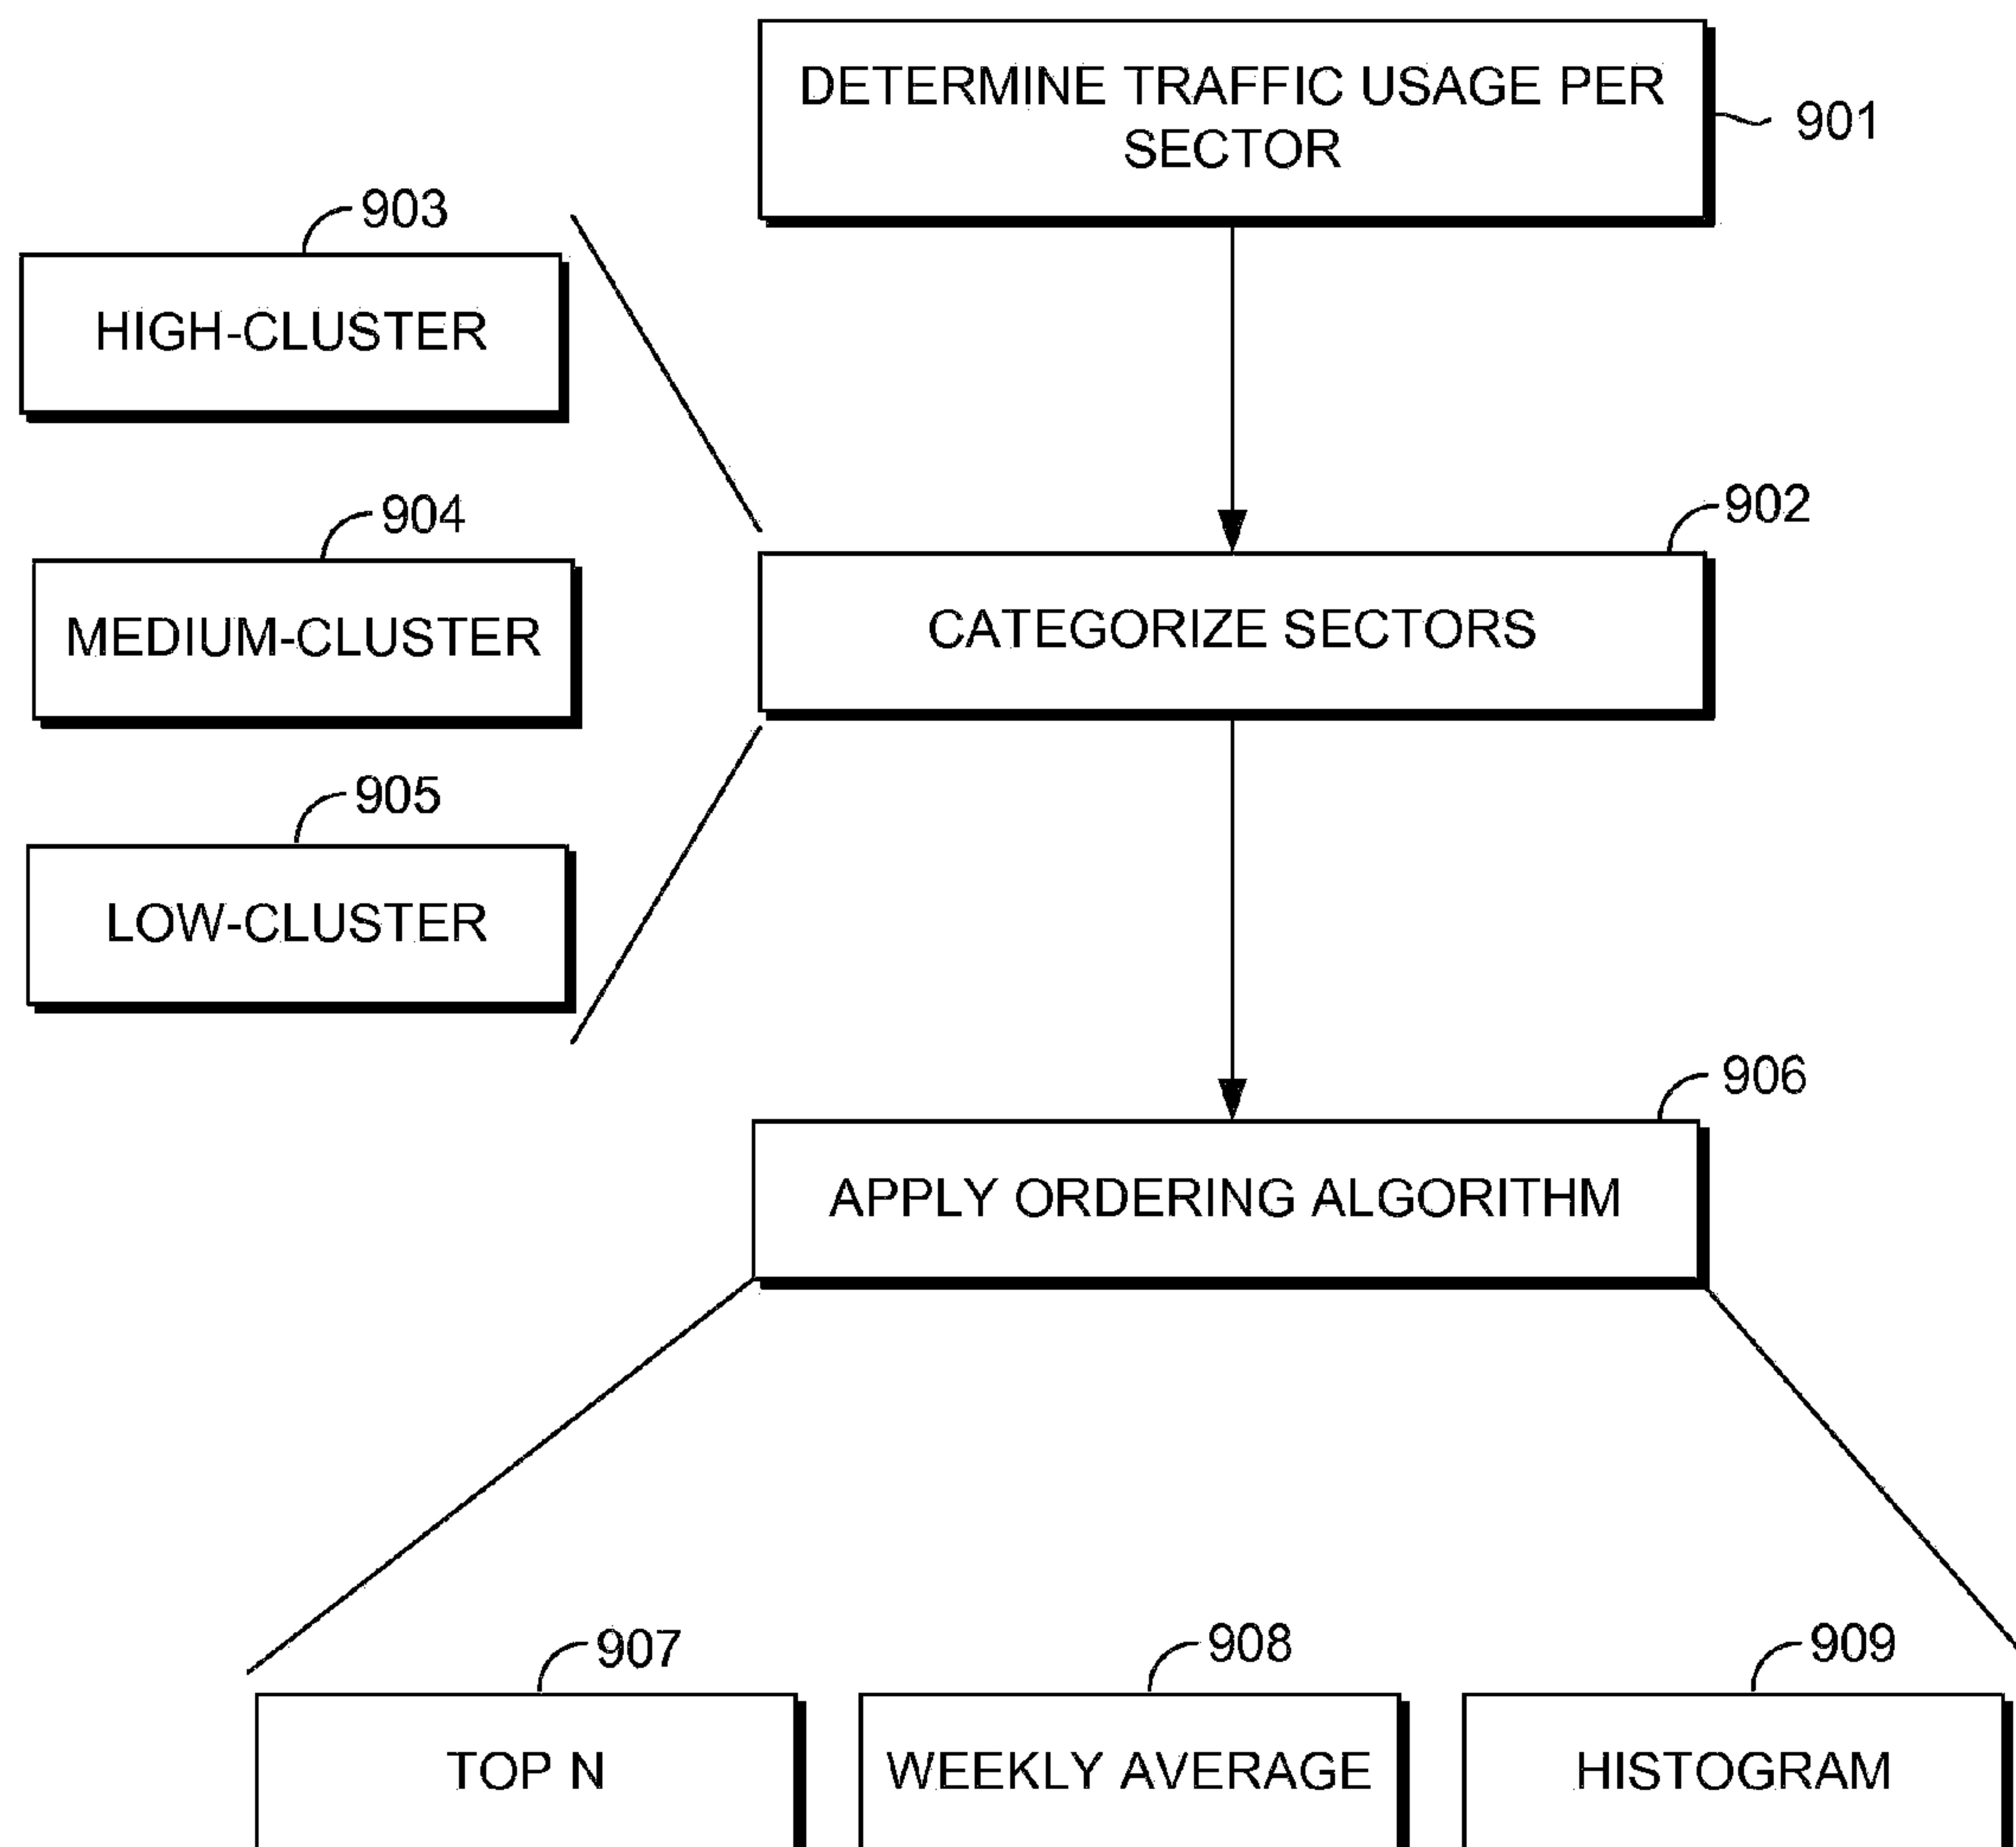 DETERMINE TRAFFIC USAGE PER
SECTOR
901
903
HIGH-CLUSTER
904
MEDIUM-CLUSTER
905
LOW-CLUSTER
902
CATEGORIZE SECTORS
906
APPLY ORDERING ALGORITHM
907
TOP N
908
WEEKLY AVERAGE
909
HISTOGRAM